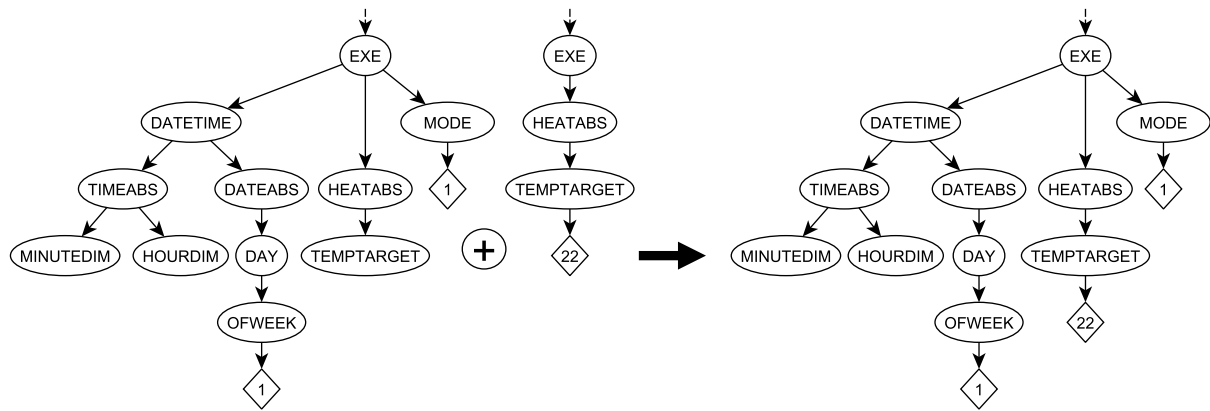 EXE
DATETIME
MODE
TIMEABS
DATEABS
HEATABS
1
MINUTEDIM
HOURDIM
DAY
TEMPTARGET
OFWEEK
1
+
EXE
HEATABS
TEMPTARGET
22
EXE
DATETIME
MODE
TIMEABS
DATEABS
HEATABS
1
MINUTEDIM
HOURDIM
DAY
TEMPTARGET
OFWEEK
22
1